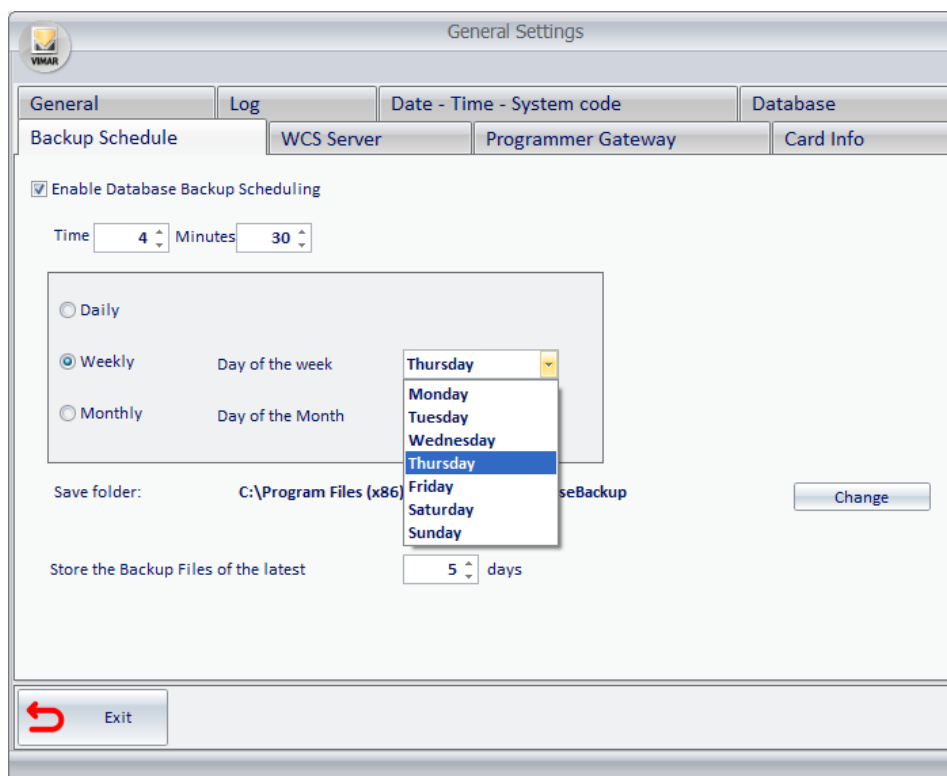 General Settings
VIMAR
General Log Date - Time - System code Database
Backup Schedule WCS Server Programmer Gateway Card Info
Enable Database Backup Scheduling
Time 4 Minutes 30
Daily
Weekly Day of the week Thursday
Monday
Tuesday
Wednesday
Thursday
Friday
Saturday
Sunday
Monthly Day of the Month
Save folder: C:\Program Files (x86) seBackup Change
Store the Backup Files of the latest 5 days
Exit